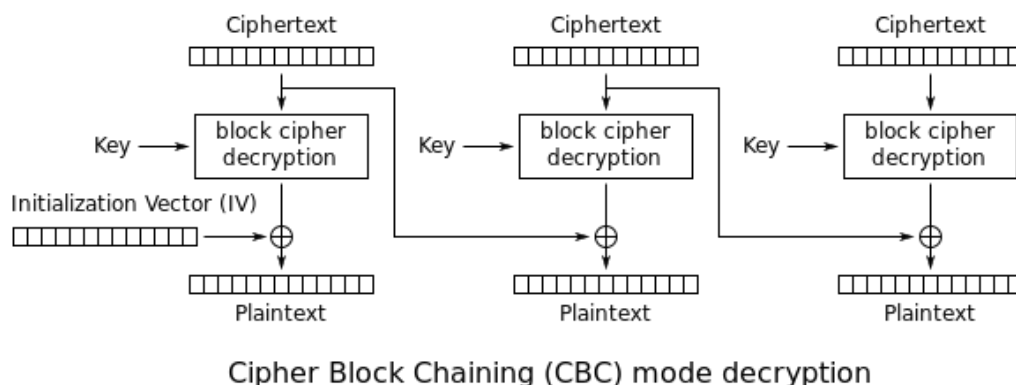 Ciphertext
Ciphertext
Ciphertext
Key
block cipher
decryption
Key
block cipher
decryption
Key
block cipher
decryption
Initialization Vector (IV)
Plaintext
Plaintext
Plaintext
Cipher Block Chaining (CBC) mode decryption